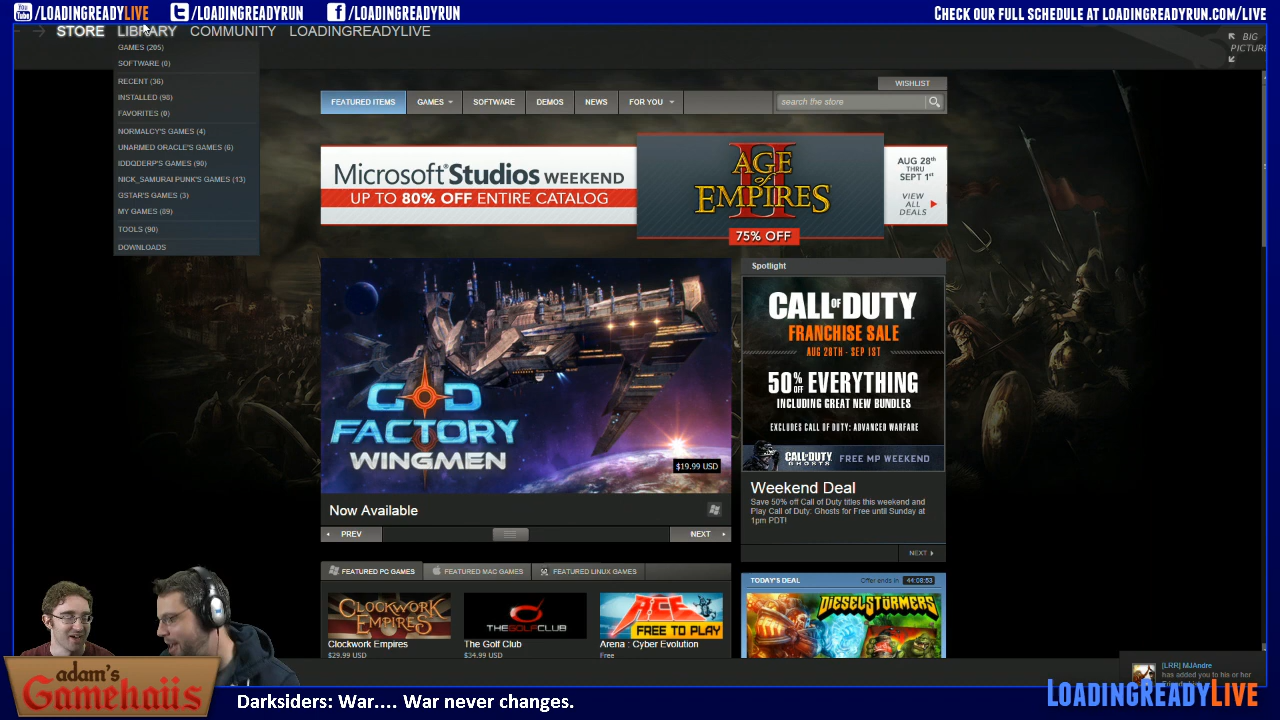 You Tube /LOADINGREADYLIVE /LOADINGREADYRUN /LOADINGREADYRUN CHECK OUR FULL SCHEDULE AT LOADINGREADYRUN.COM/LIVE
STORE LIBRARY COMMUNITY LOADINGREADYLIVE
BIG
PICTURE
GAMES (205)
SOFTWARE (0)
RECENT (36)
INSTALLED (98)
FAVORITES (0)
NORMALCY'S GAMES (4)
UNARMED ORACLE'S GAMES (6)
IDDQDERP'S GAMES (90)
NICK_SAMURAI PUNK'S GAMES (13)
GSTAR'S GAMES (3)
MY GAMES (89)
TOOLS (90)
DOWNLOADS
WISHLIST
FEATURED ITEMS GAMES SOFTWARE DEMOS NEWS FOR YOU search the store
Microsoft Studios WEEKEND
UP TO 80% OFF ENTIRE CATALOG
AGE
of
EMPIRES
II
75% OFF
AUG 28th
THRU
SEPT 1st
VIEW
ALL
DEALS
GOD
FACTORY
WINGMEN
$19.99 USD
Now Available
PREV NEXT
Spotlight
CALL OF DUTY
FRANCHISE SALE
AUG 28TH - SEP 1ST
50% OFF EVERYTHING
INCLUDING GREAT NEW BUNDLES
EXCLUDES CALL OF DUTY: ADVANCED WARFARE
CALL OF DUTY GHOSTS FREE MP WEEKEND
Weekend Deal
Save 50% off Call of Duty titles this weekend and
Play Call of Duty: Ghosts for Free until Sunday at
1pm PDT!
NEXT
FEATURED PC GAMES FEATURED MAC GAMES FEATURED LINUX GAMES
CLOCKWORK
EMPIRES
THEGOLFCLUB
ACE
FREE TO PLAY
Clockwork Empires The Golf Club Arena : Cyber Evolution
$29.99 USD $34.99 USD Free
TODAY'S DEAL Offer ends in 44:08:53
DIESELSTÖRMERS
[LRR] MJAndre
has added you to his or her
adam's
Gamehaüs
Darksiders: War.... War never changes.
LOADINGREADYLIVE